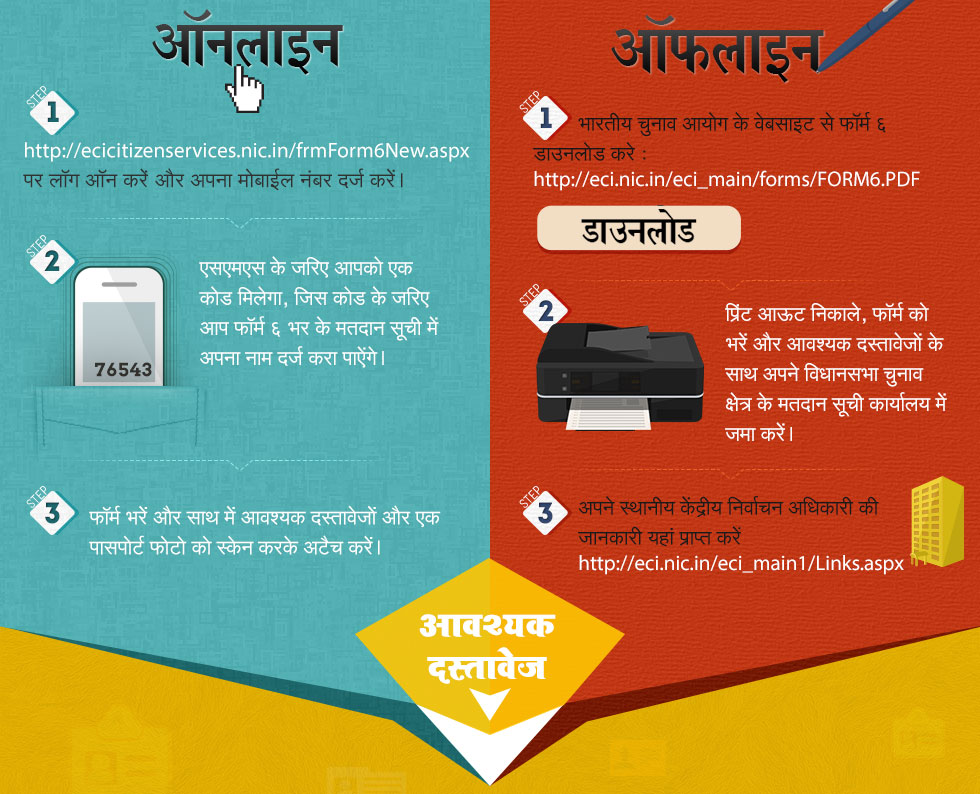 ऑनलाइन
STEP
1
http://ecicitizenservices.nic.in/frmForm6New.aspx
पर लॉग ऑन करें और अपना मोबाईल नंबर दर्ज करें।
STEP
2
76543
एसएमएस के जरिए आपको एक
कोड मिलेगा, जिस कोड के जरिए
आप फॉर्म ६ भर के मतदान सूची में
अपना नाम दर्ज करा पाऐंगे।
STEP
3
फॉर्म भरें और साथ में आवश्यक दस्तावेजों और एक
पासपोर्ट फोटो को स्केन करके अटैच करें।
ऑफलाइन
STEP
1
भारतीय चुनाव आयोग के वेबसाइट से फॉर्म ६
डाउनलोड करे :
http://eci.nic.in/eci_main/forms/FORM6.PDF
डाउनलोड
STEP
2
प्रिंट आऊट निकाले, फॉर्म को
भरें और आवश्यक दस्तावेजों के
साथ अपने विधानसभा चुनाव
क्षेत्र के मतदान सूची कार्यालय में
जमा करें।
STEP
3
अपने स्थानीय केंद्रीय निर्वाचन अधिकारी की
जानकारी यहां प्राप्त करें
http://eci.nic.in/eci_main1/Links.aspx
आवश्यक
दस्तावेज